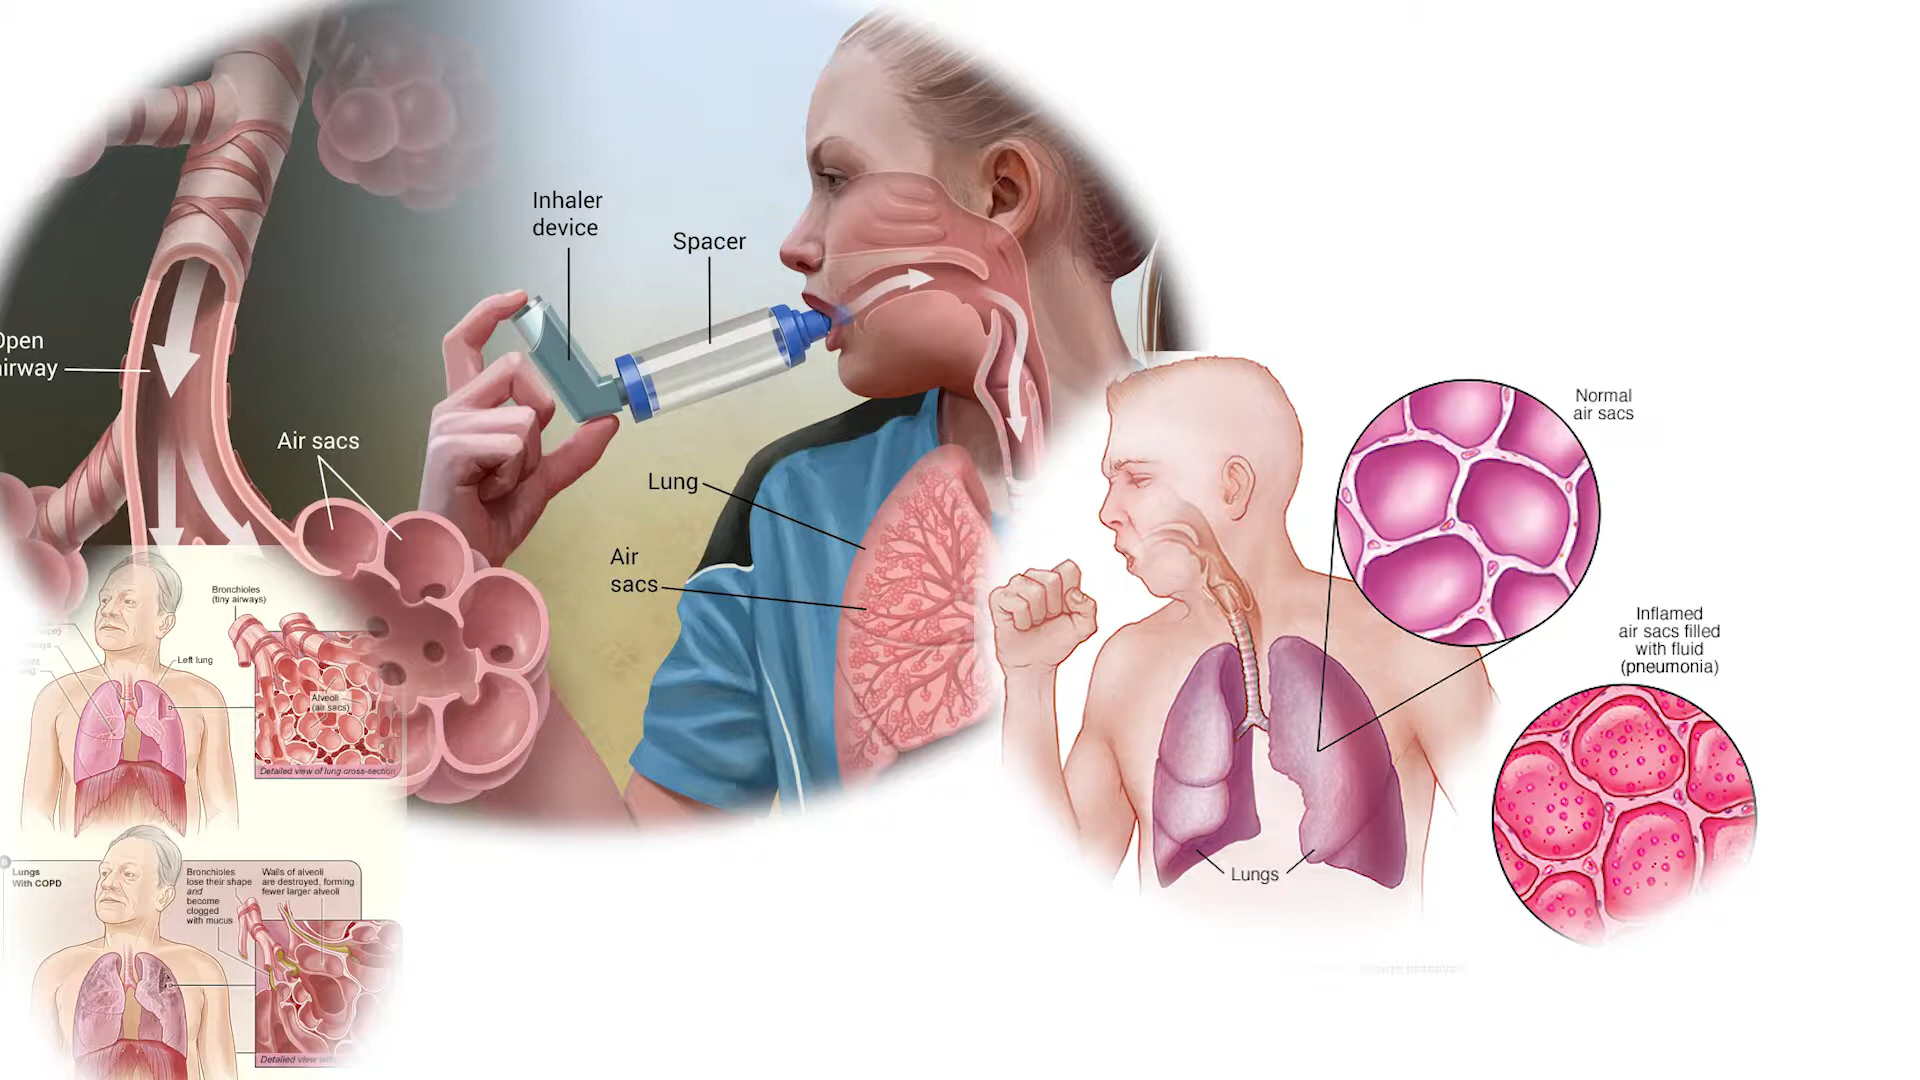 Inhaler
device
Spacer
Open
airway
Air sacs
Lung
Air
sacs
Normal
air sacs
Inflamed
air sacs filled
with fluid
(pneumonia)
Lungs
Bronchioles
(tiny airways)
Left lung
Alveoli
(air sacs)
Detailed view of lung cross-section
B
Lungs
With COPD
Bronchioles
lose their shape
and
become
clogged
with mucus
Walls of alveoli
are destroyed, forming
fewer larger alveoli
Detailed view